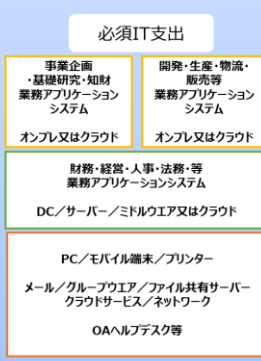 必須IT支出
事業企画
・基礎研究・知財
業務アプリケーション
システム
オンプレ又はクラウド
開発・生産・物流・
販売等
業務アプリケーション
システム
オンプレ又はクラウド
財務・経営・人事・法務・等
業務アプリケーションシステム
DC／サーバー／ミドルウエア又はクラウド
PC／モバイル端末／プリンター
メール／グループウエア／ファイル共有サーバー
クラウドサービス／ネットワーク
OAヘルプデスク等